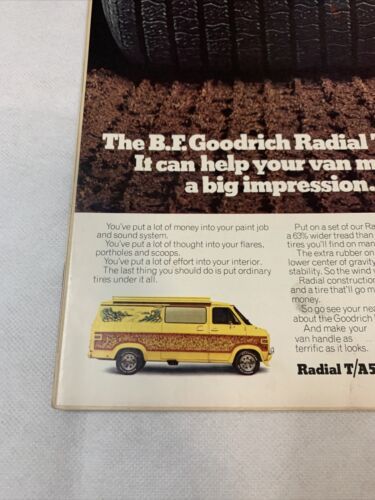 The B.F. Goodrich Radial
It can help your van
a big impression.
You've put a lot of money into your paint job
and sound system.
You've put a lot of thought into your flares,
portholes and scoops.
You've put a lot of effort into your interior.
The last thing you should do is put ordinary
tires under it all.
Put on a set of our
a 63% wider tread than
tires you'll find on
The extra rubber on
lower center of gravity
stability. So the wind
Radial construction
and a tire that'll go
money.
So go see your
about the Goodrich
And make your
van handle as
terrific as it looks.
Radial T/A